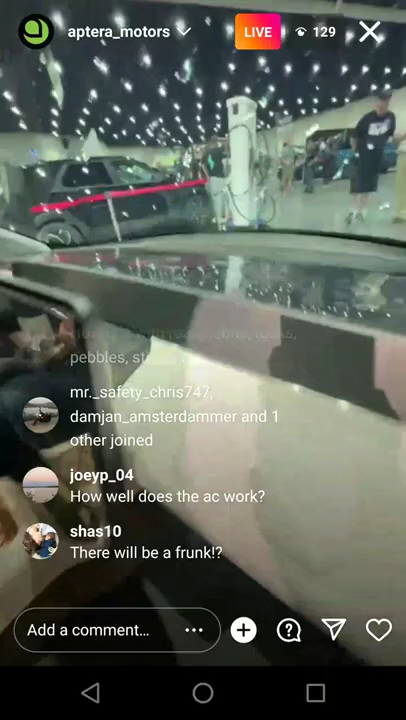 aptera_motors
LIVE
129
pebbles,
mr._safety_chris747,
damjan_amsterdammer and 1
other joined
joeyp_04
How well does the ac work?
shas10
There will be a frunk!?
Add a comment...